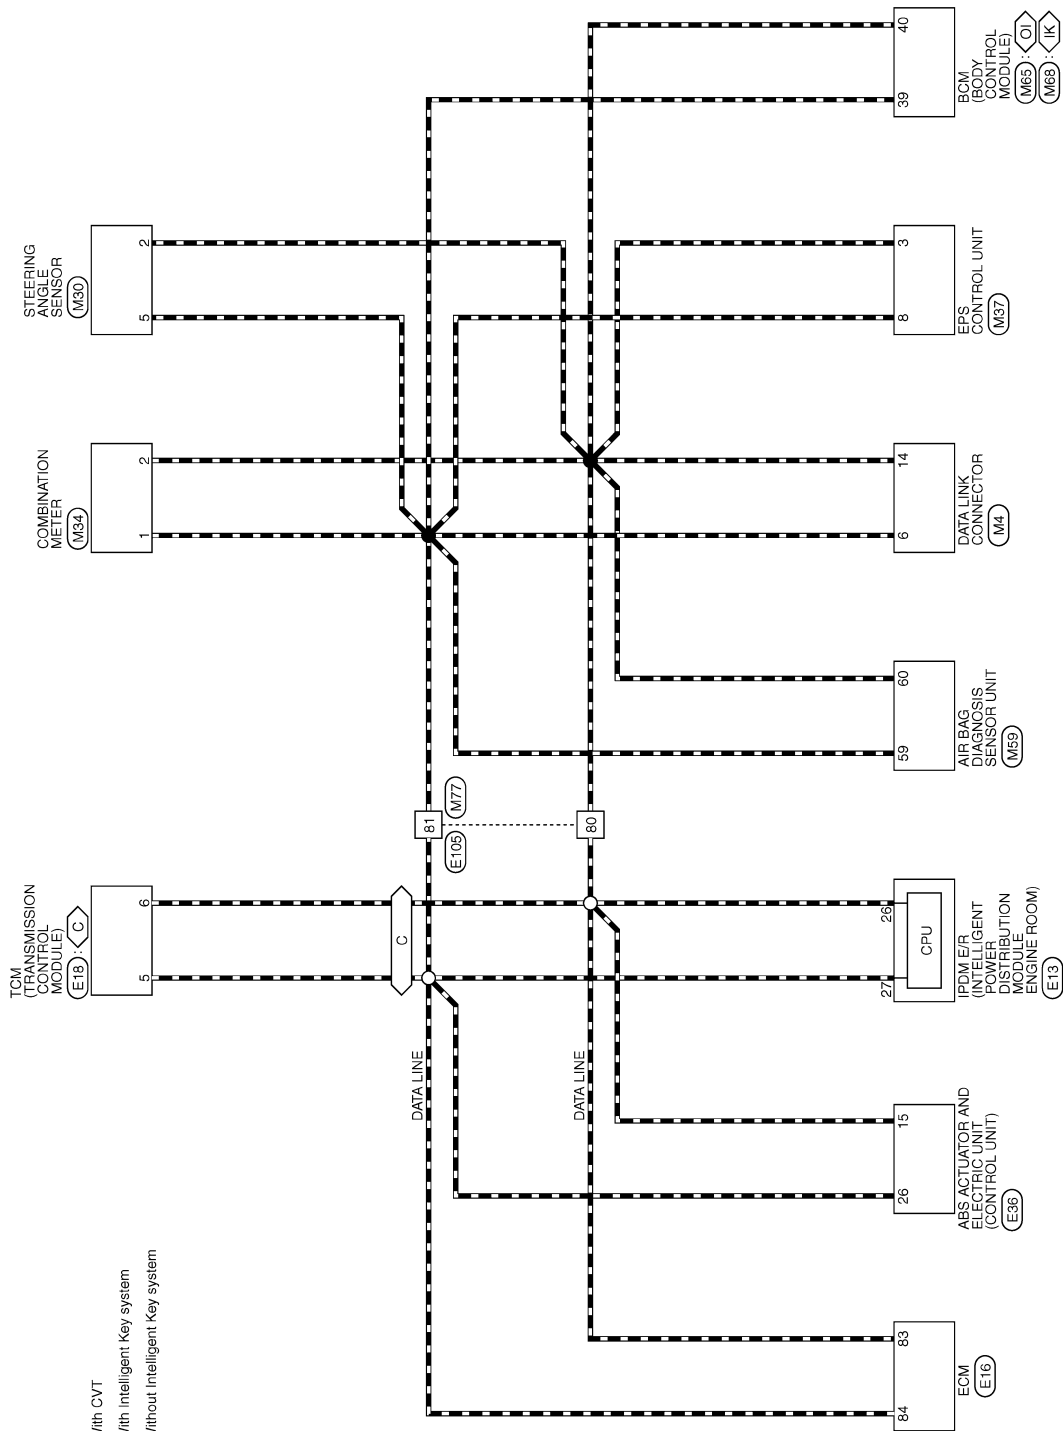 With CVT
With Intelligent Key system
Without Intelligent Key system
TCM
(TRANSMISSION
CONTROL
MODULE)
E18 : C
5
6
COMBINATION
METER
M34
1
2
STEERING
ANGLE
SENSOR
M30
5
2
C
DATA LINE
DATA LINE
81
80
E105
M77
84
83
ECM
E16
26
15
ABS ACTUATOR AND
ELECTRIC UNIT
(CONTROL UNIT)
E36
27
26
CPU
IPDM E/R
(INTELLIGENT
POWER
DISTRIBUTION
MODULE
ENGINE ROOM)
E13
59
60
AIR BAG
DIAGNOSIS
SENSOR UNIT
M59
6
14
DATA LINK
CONNECTOR
M4
8
3
EPS
CONTROL UNIT
M37
39
40
BCM
(BODY
CONTROL
MODULE)
M65 : OI
M68 : IK